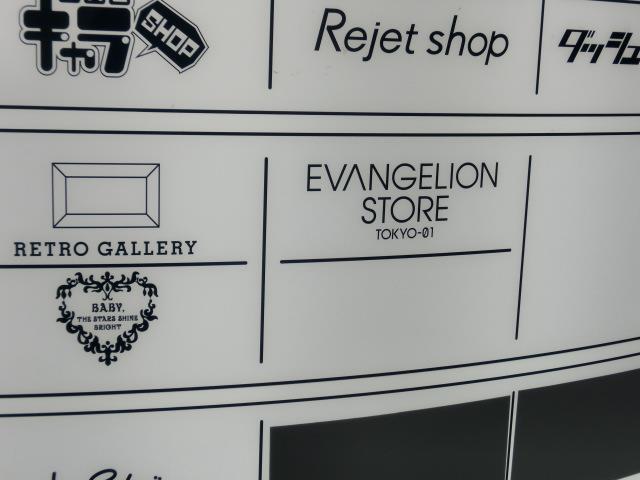 キャラ
SHOP
Rejet shop
ダッシュ
RETRO GALLERY
EVANGELION
STORE
TOKYO-01
BABY,
THE STARS SHINE
BRIGHT